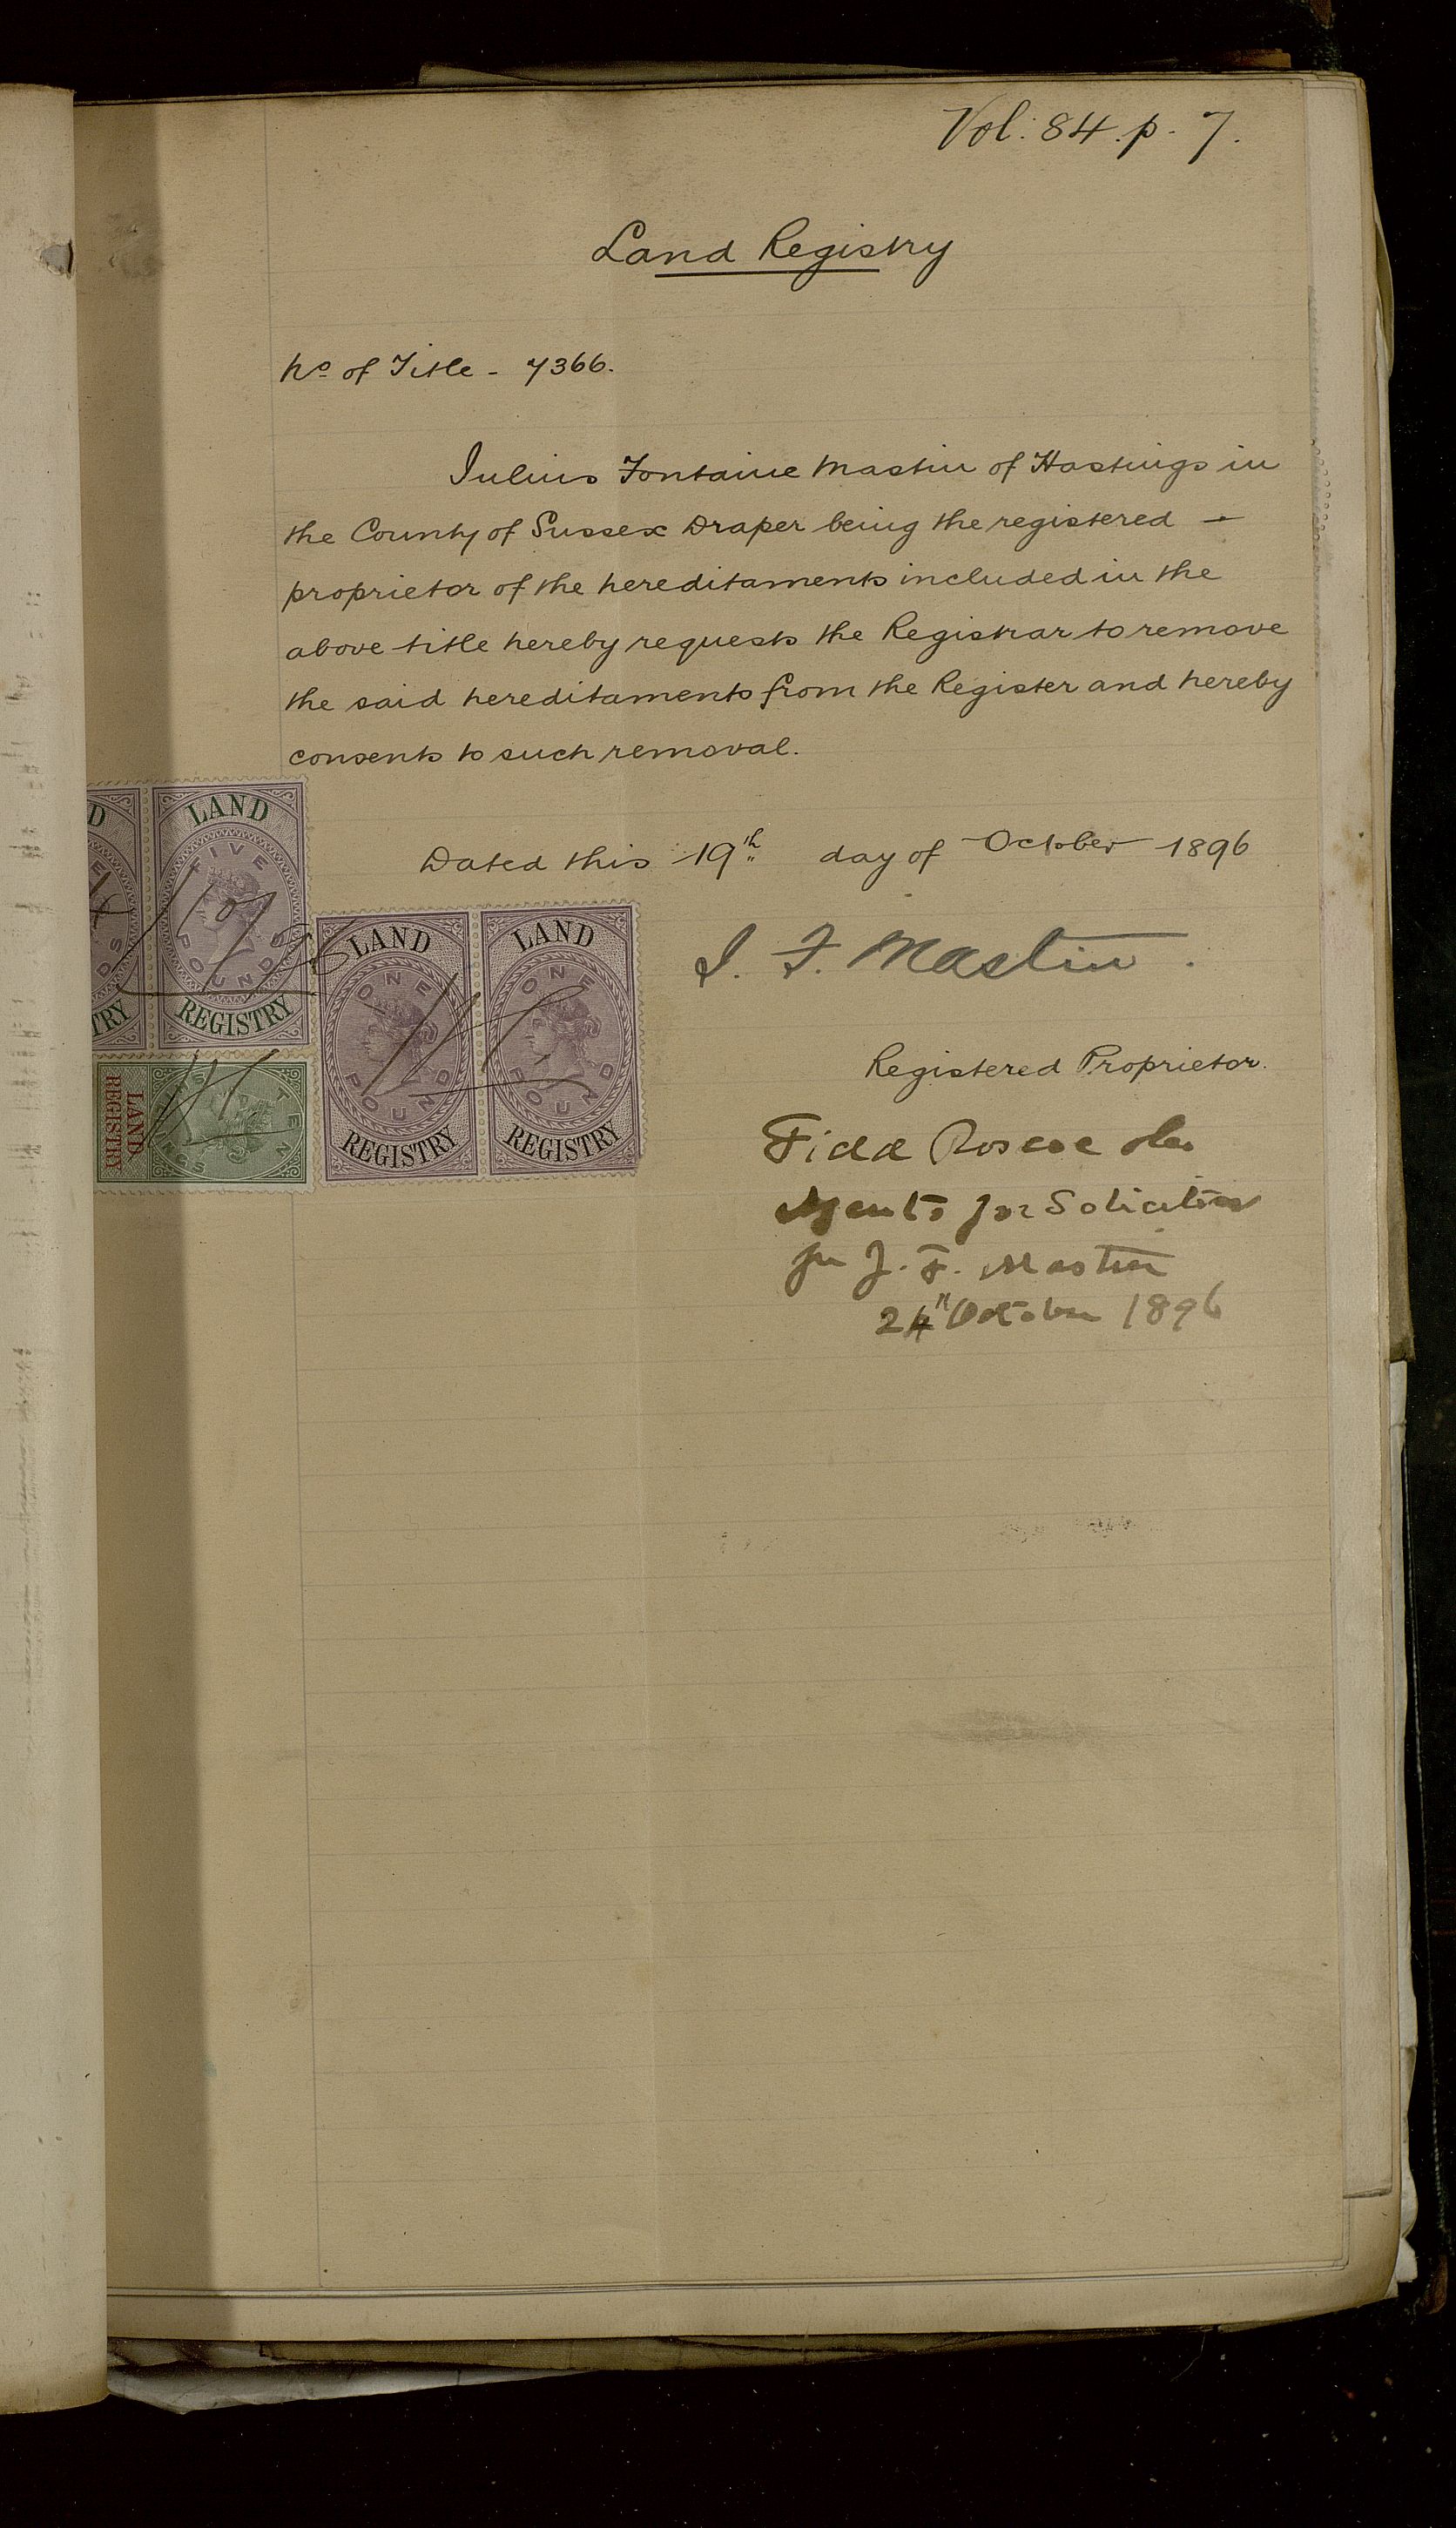 Vol: 84. p. 7.
Land Registry
No of Title - 7366.
Julius Fontaine Mastin of Hastings in
the County of Sussex Draper being the registered —
proprietor of the hereditaments included in the
above title hereby requests the Registrar to remove
the said hereditaments from the Register and hereby
consents to such removal.
Dated this 19th day of October 1896
J. F. Mastin.
Registered Proprietor.
Field Roscoe &Co
Agents for Solicitors
for J. F. Mastin
24th October 1896
LAND
FIVE
POUNDS
REGISTRY
LAND
ONE
POUND
REGISTRY
LAND
ONE
POUND
REGISTRY
LAND
REGISTRY
TEN